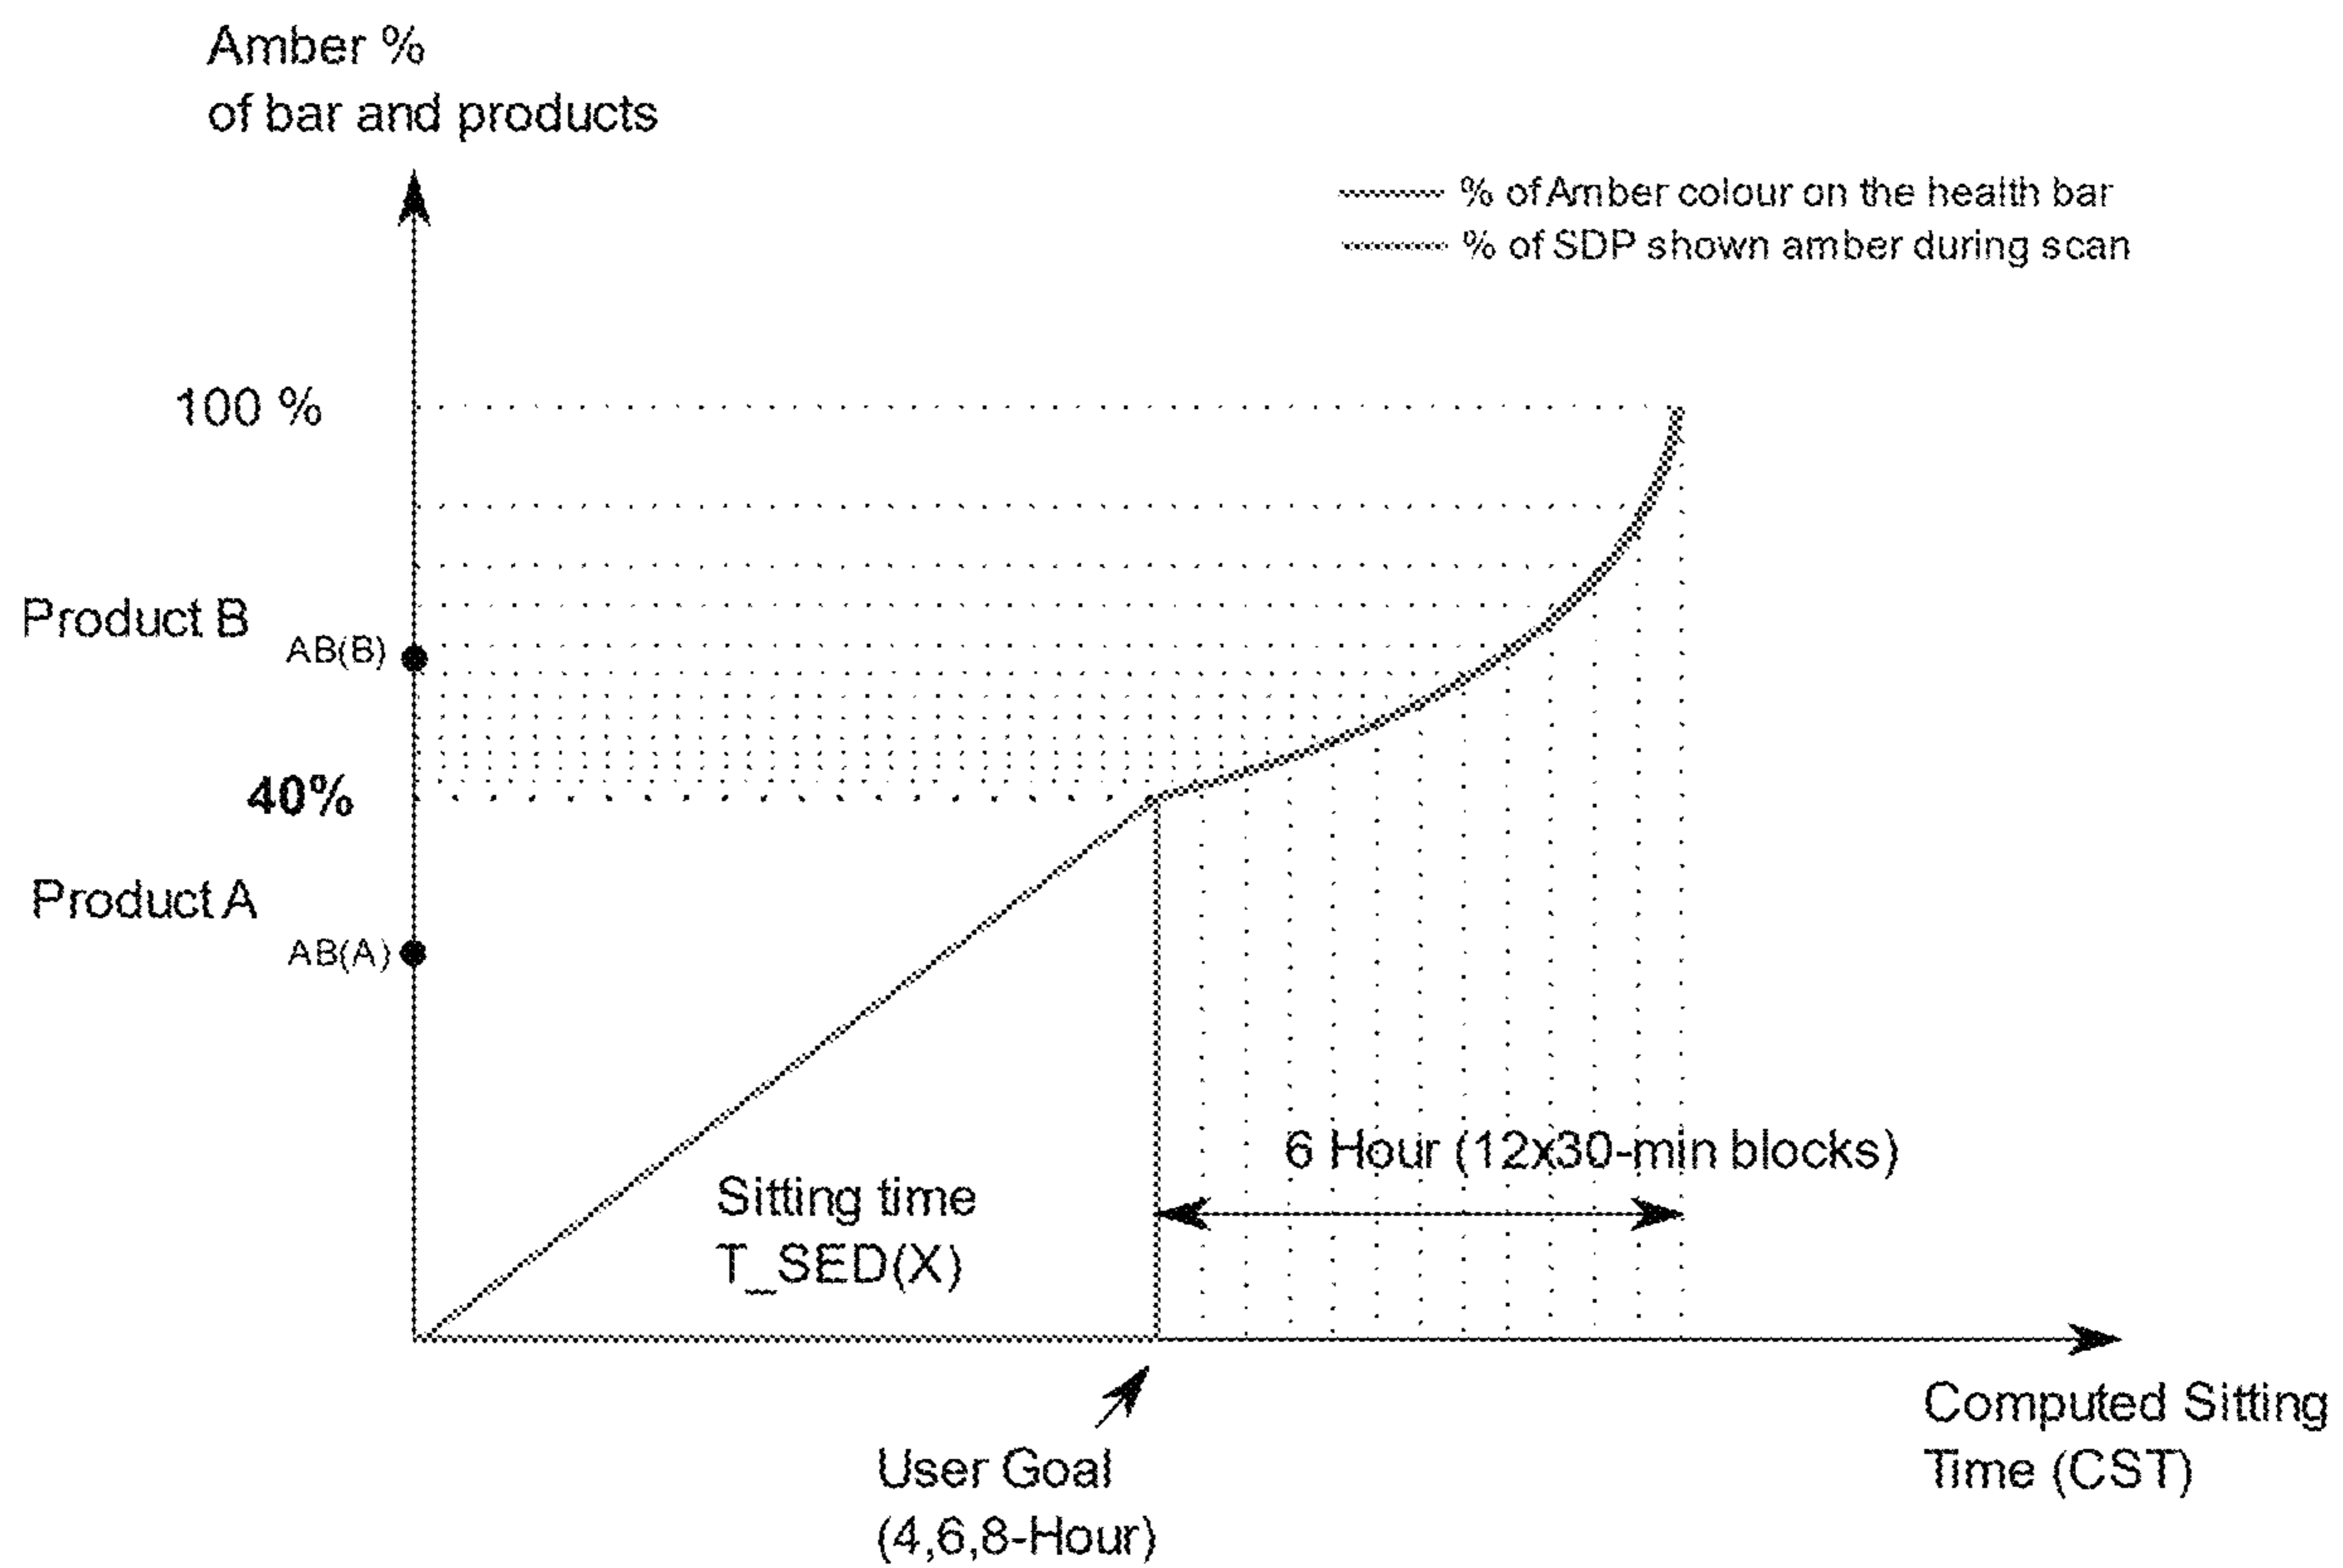 Amber %
of bar and products
% of Amber colour on the health bar
% of SDP shown amber during scan
100 %
Product B
AB(B)
40%
Product A
AB(A)
6 Hour (12x30-min blocks)
Sitting time
T_SED(X)
Computed Sitting
Time (CST)
User Goal
(4,6,8-Hour)